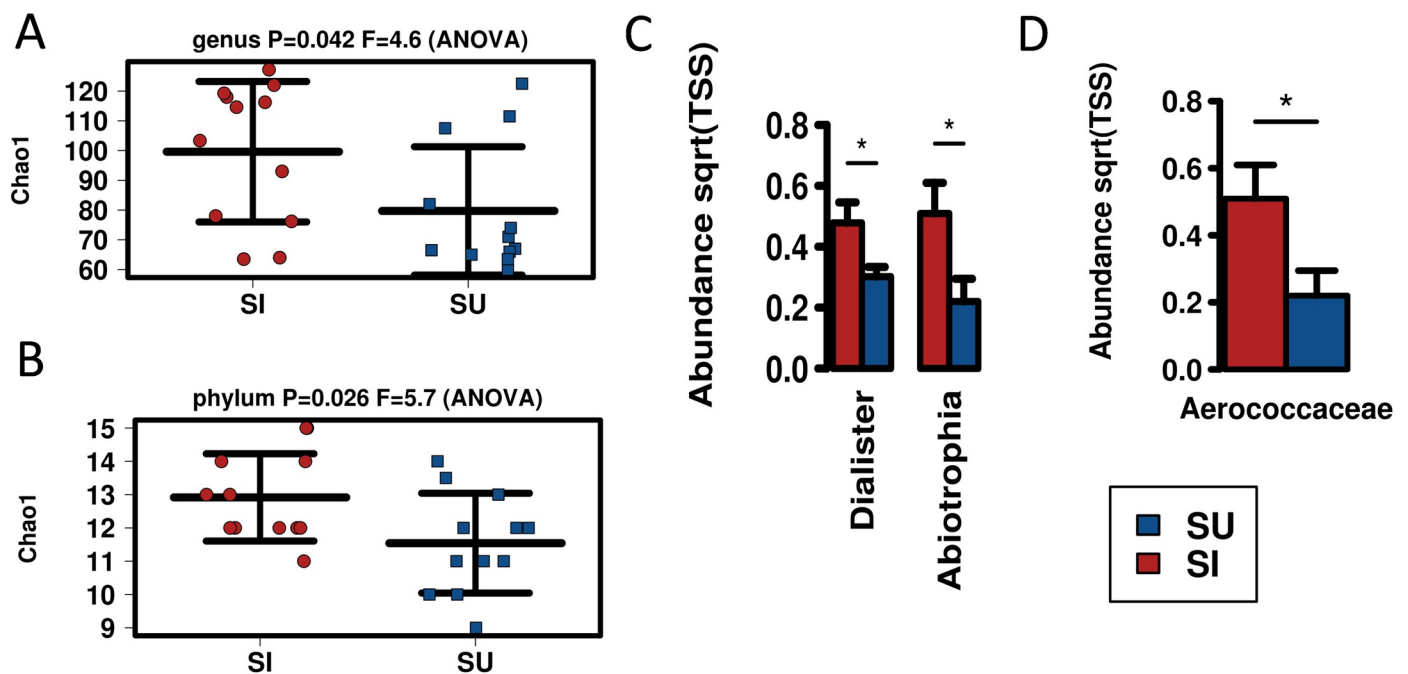 A
genus P=0.042 F=4.6 (ANOVA)
Chao1
120
110
100
90
80
70
60
SI
SU
B
phylum P=0.026 F=5.7 (ANOVA)
Chao1
15
14
13
12
11
10
9
SI
SU
C
Abundance sqrt(TSS)
0.8
0.6
0.4
0.2
0.0
*
*
Dialister
Abiotrophia
D
Abundance sqrt(TSS)
0.8
0.6
0.4
0.2
0.0
*
Aerococcaceae
SU
SI